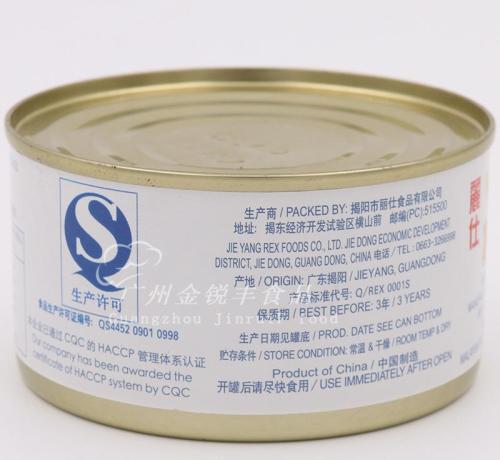 生产许可
食品生产许可证编号: QS4452 0901 0998
本企业已通过 CQC 的 HACCP 管理体系认证
Our company has been awarded the
certificate of HACCP system by CQC
生产商 / PACKED BY: 揭阳市丽仕食品有限公司
地址: 揭东经济开发试验区横山前 邮编(PC):515500
JIE YANG REX FOODS CO., LTD. JIE DONG ECONOMIC DEVELOPMENT
DISTRICT, JIE DONG, GUANG DONG, CHINA 电话 / TEL: 0663-3266998
产地 / ORIGIN: 广东揭阳 / JIEYANG, GUANGDONG
产品标准代号: Q/REX 0001S
保质期 / PEST BEFORE: 3年 / 3 YEARS
生产日期见罐底 / PROD. DATE SEE CAN BOTTOM
贮存条件 / STORE CONDITION: 常温 & 干燥 / ROOM TEMP & DRY
Product of China / 中国制造
开罐后请尽快食用 / USE IMMEDIATELY AFTER OPEN
麗仕
广州金锐丰食品
Guangzhou Jinrui Food